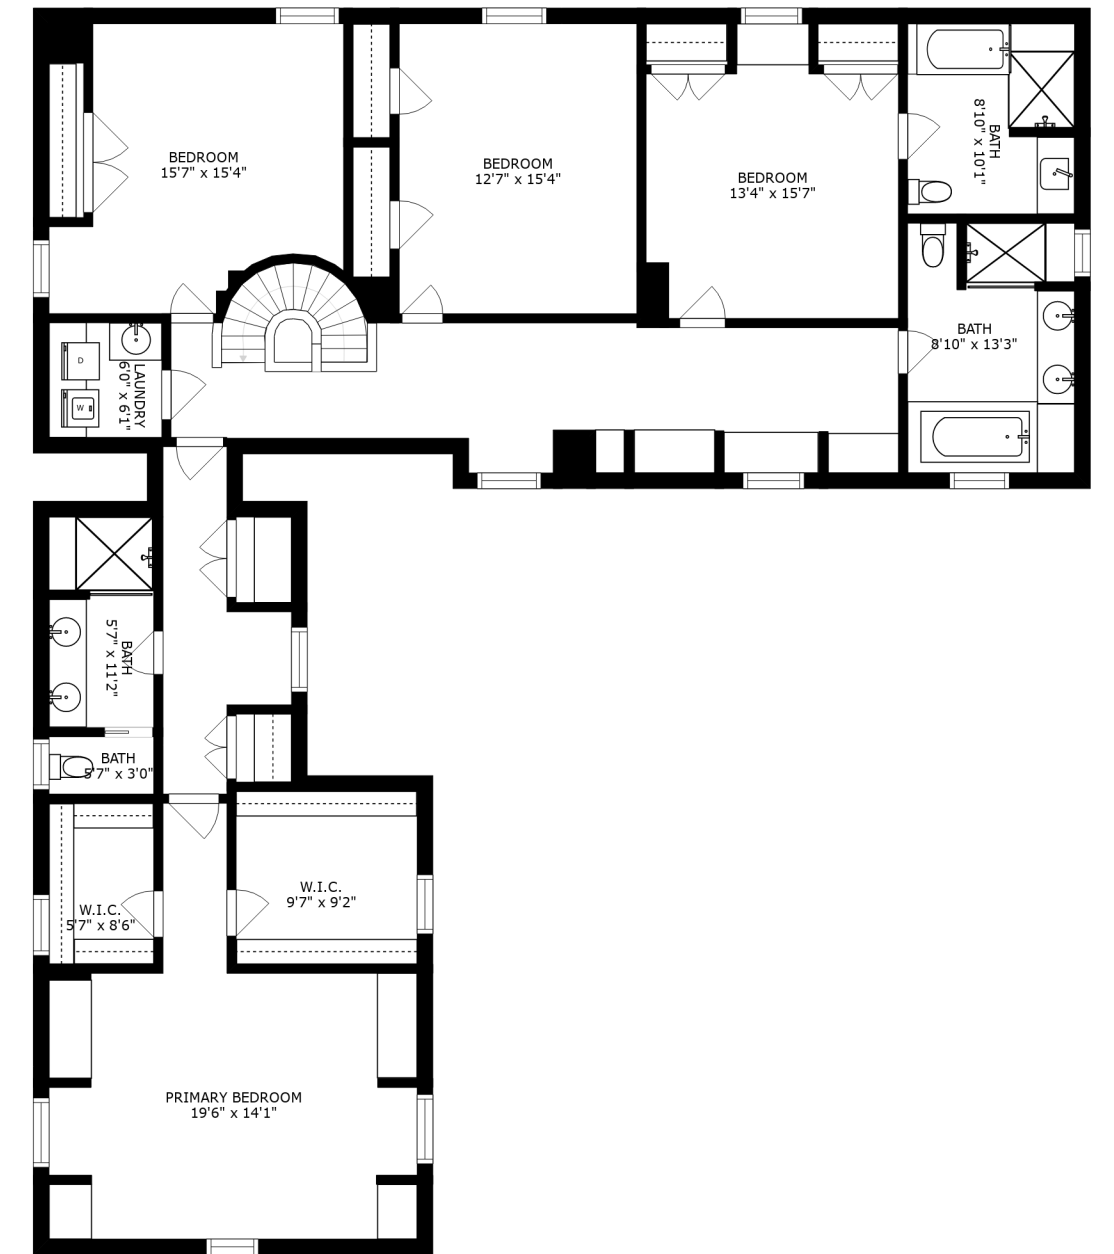 BEDROOM
15'7" x 15'4"
BEDROOM
12'7" x 15'4"
BEDROOM
13'4" x 15'7"
BATH
8'10" x 10'1"
BATH
8'10" x 13'3"
D
W
LAUNDRY
6'0" x 6'1"
BATH
5'7" x 11'2"
BATH
5'7" x 3'0"
W.I.C.
5'7" x 8'6"
W.I.C.
9'7" x 9'2"
PRIMARY BEDROOM
19'6" x 14'1"